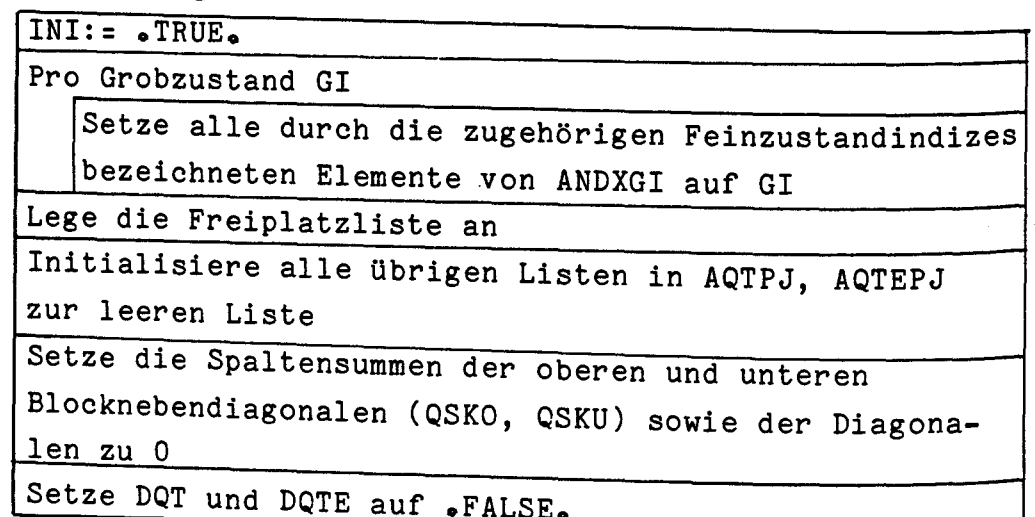 INI:= .TRUE.
Pro Grobzustand GI
Setze alle durch die zugehörigen Feinzustandindizes
bezeichneten Elemente von ANDXGI auf GI
Lege die Freiplatzliste an
Initialisiere alle übrigen Listen in AQTPJ, AQTEPJ
zur leeren Liste
Setze die Spaltensummen der oberen und unteren
Blocknebendiagonalen (QSKO, QSKU) sowie der Diagona-
len zu 0
Setze DQT und DQTE auf .FALSE.